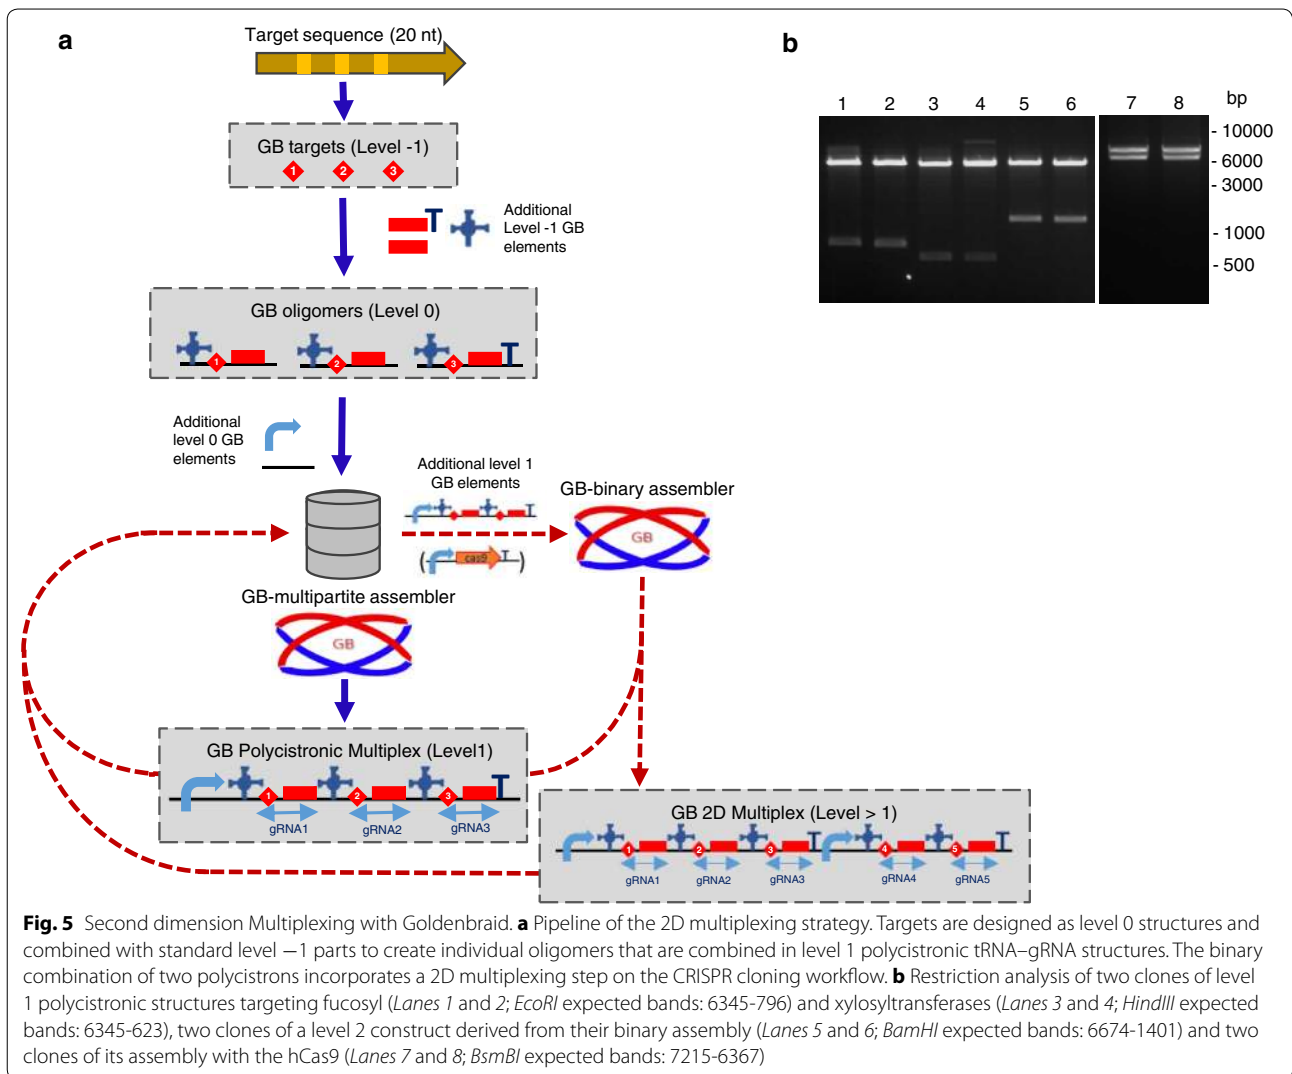 a
Target sequence (20 nt)
GB targets (Level -1)
1 2 3
Additional
Level -1 GB
elements
GB oligomers (Level 0)
1 2 3
Additional
level 0 GB
elements
Additional level 1
GB elements
cas9
GB-binary assembler
GB
GB-multipartite assembler
GB
GB Polycistronic Multiplex (Level1)
1 2 3
gRNA1 gRNA2 gRNA3
GB 2D Multiplex (Level > 1)
1 2 3 4 5
gRNA1 gRNA2 gRNA3 gRNA4 gRNA5
b
1 2 3 4 5 6 7 8 bp
- 10000
- 6000
- 3000
- 1000
- 500
Fig. 5 Second dimension Multiplexing with Goldenbraid. a Pipeline of the 2D multiplexing strategy. Targets are designed as level 0 structures and
combined with standard level −1 parts to create individual oligomers that are combined in level 1 polycistronic tRNA–gRNA structures. The binary
combination of two polycistrons incorporates a 2D multiplexing step on the CRISPR cloning workflow. b Restriction analysis of two clones of level
1 polycistronic structures targeting fucosyl (Lanes 1 and 2; EcoRI expected bands: 6345-796) and xylosyltransferases (Lanes 3 and 4; HindIII expected
bands: 6345-623), two clones of a level 2 construct derived from their binary assembly (Lanes 5 and 6; BamHI expected bands: 6674-1401) and two
clones of its assembly with the hCas9 (Lanes 7 and 8; BsmBI expected bands: 7215-6367)